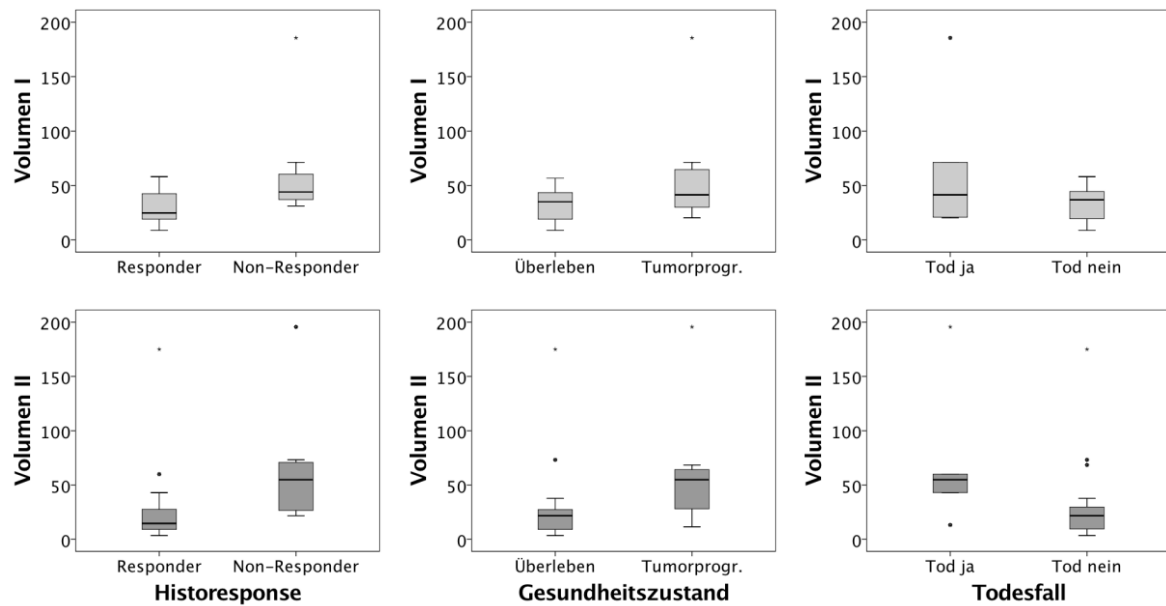 Volumen I
200
150
100
50
0
Responder Non-Responder
Volumen I
200
150
100
50
0
Überleben Tumorprogr.
Volumen I
200
150
100
50
0
Tod ja Tod nein
Volumen II
200
150
100
50
0
Responder Non-Responder
Historesponse
Volumen II
200
150
100
50
0
Überleben Tumorprogr.
Gesundheitszustand
Volumen II
200
150
100
50
0
Tod ja Tod nein
Todesfall